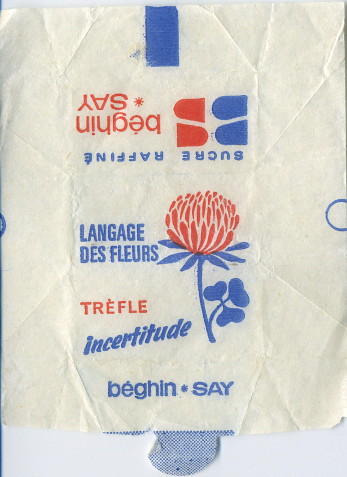 béghin
* SAY
SUCRE RAFFINÉ
LANGAGE
DES FLEURS
TRÈFLE
incertitude
béghin * SAY